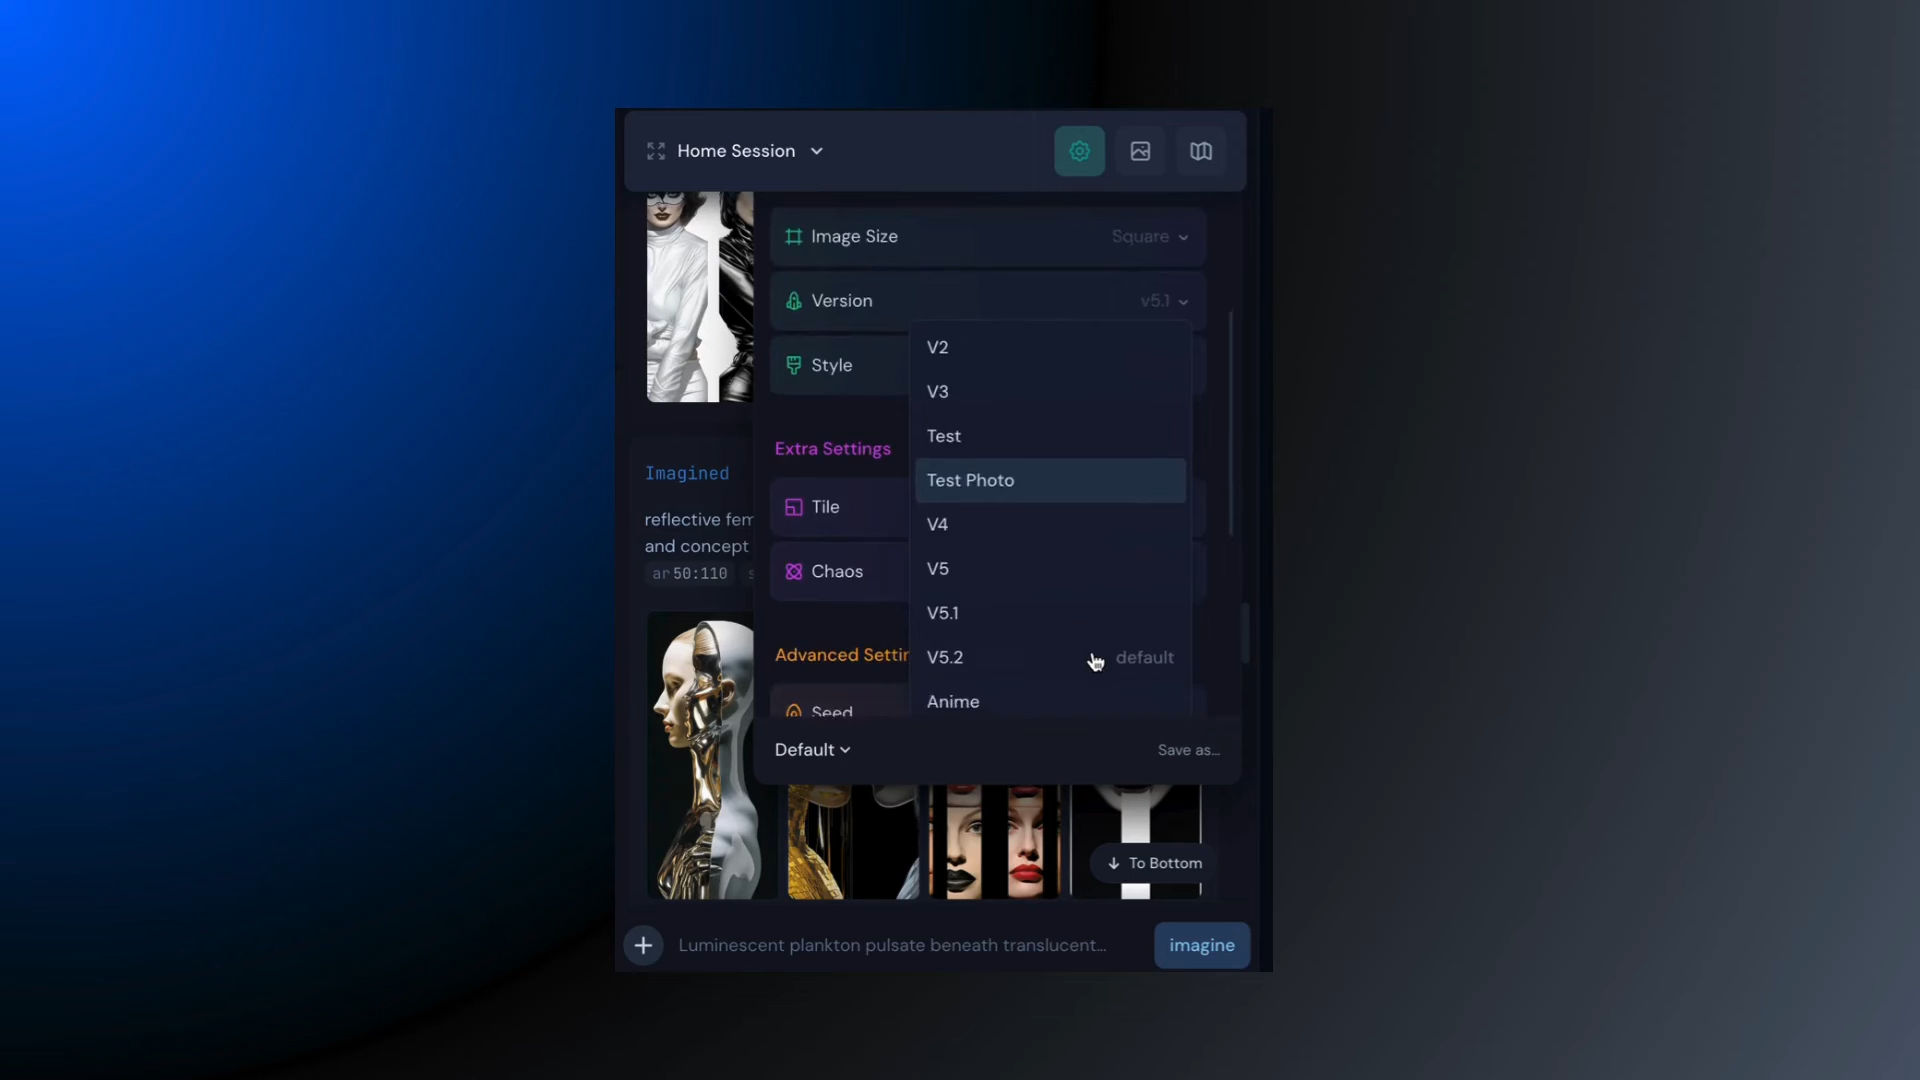 Home Session
Image Size Square
Version v5.1
Style
V2
V3
Test
Test Photo
V4
V5
V5.1
V5.2 default
Anime
Extra Settings
Tile
Chaos
Advanced Settin
Seed
Default
Save as...
Imagined
reflective fem
and concept
ar 50:110 s
To Bottom
Luminescent plankton pulsate beneath translucent...
imagine